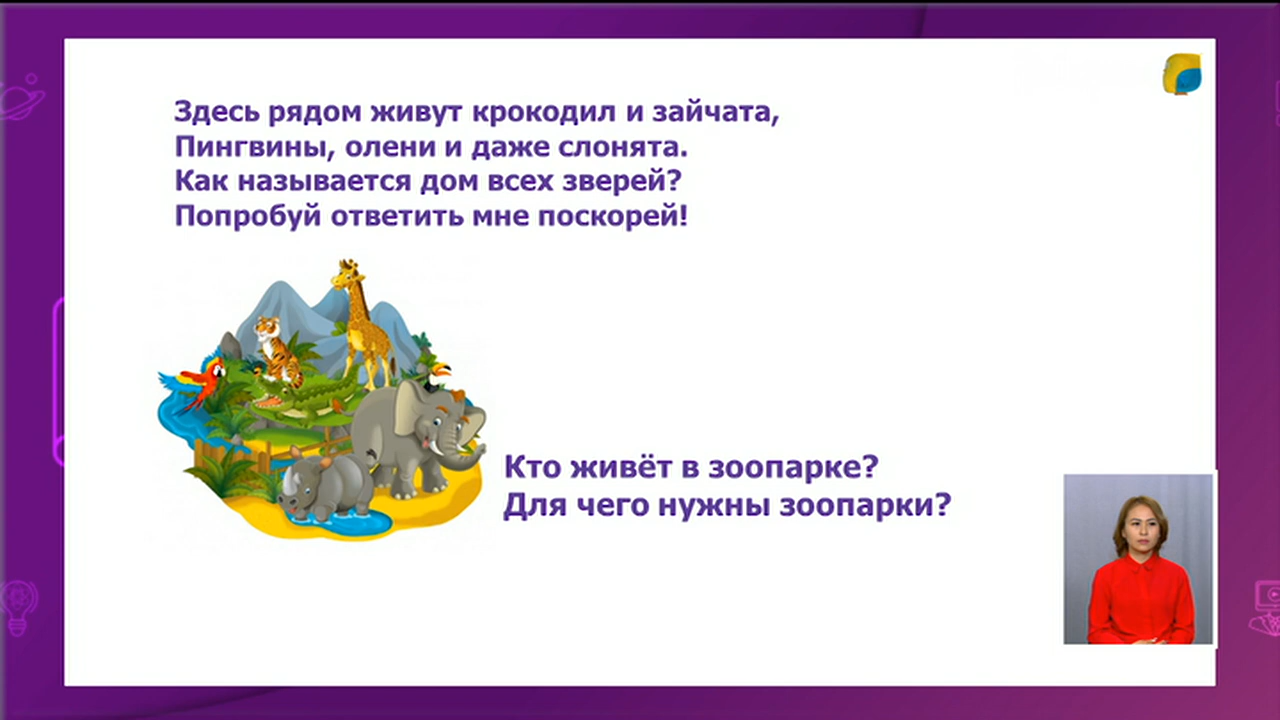 Здесь рядом живут крокодил и зайчата,
Пингвины, олени и даже слонята.
Как называется дом всех зверей?
Попробуй ответить мне поскорей!
Кто живёт в зоопарке?
Для чего нужны зоопарки?